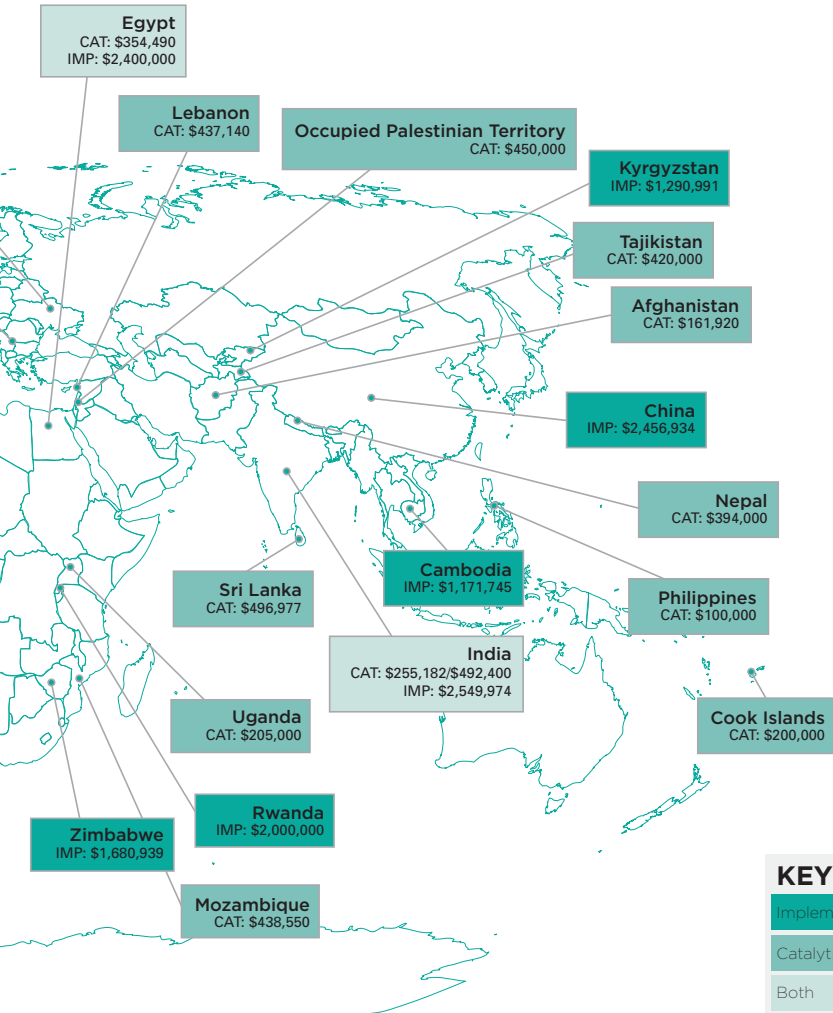 Egypt
CAT: $354,490
IMP: $2,400,000
Lebanon
CAT: $437,140
Occupied Palestinian Territory
CAT: $450,000
Kyrgyzstan
IMP: $1,290,991
Tajikistan
CAT: $420,000
Afghanistan
CAT: $161,920
China
IMP: $2,456,934
Nepal
CAT: $394,000
Cambodia
IMP: $1,171,745
Sri Lanka
CAT: $496,977
Philippines
CAT: $100,000
India
CAT: $255,182/$492,400
IMP: $2,549,974
Uganda
CAT: $205,000
Cook Islands
CAT: $200,000
Rwanda
IMP: $2,000,000
Zimbabwe
IMP: $1,680,939
Mozambique
CAT: $438,550
KEY
Implem
Catalyt
Both